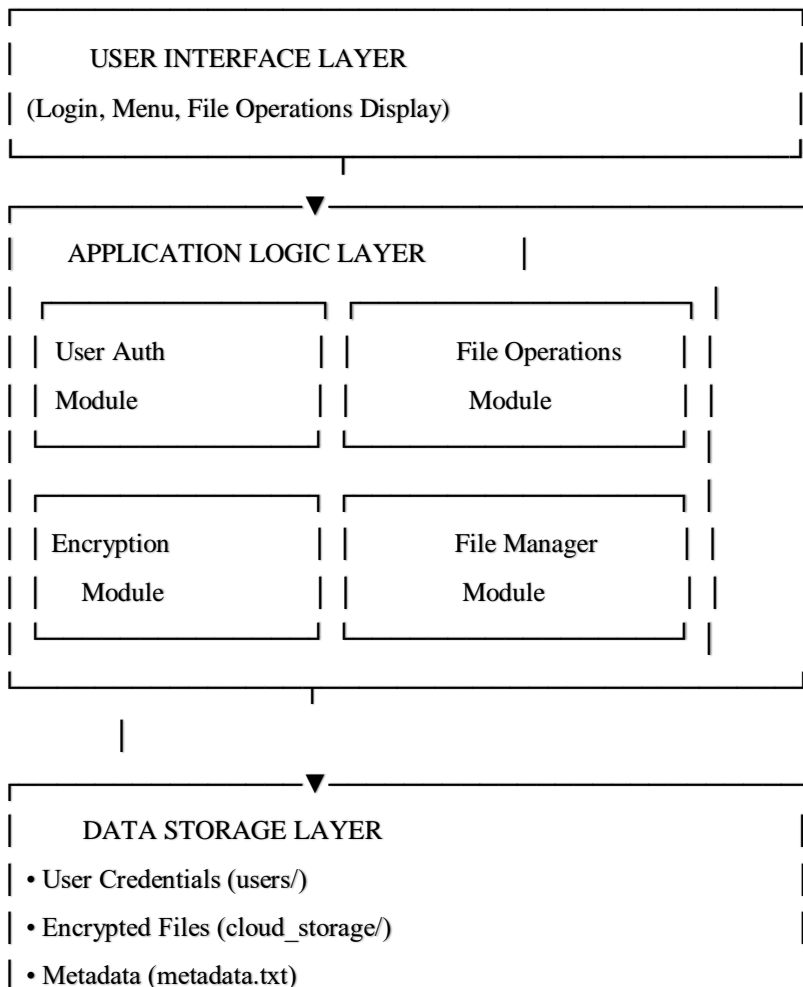 USER INTERFACE LAYER
(Login, Menu, File Operations Display)
APPLICATION LOGIC LAYER
User Auth File Operations
Module Module
Encryption File Manager
Module Module
DATA STORAGE LAYER
• User Credentials (users/)
• Encrypted Files (cloud_storage/)
• Metadata (metadata.txt)